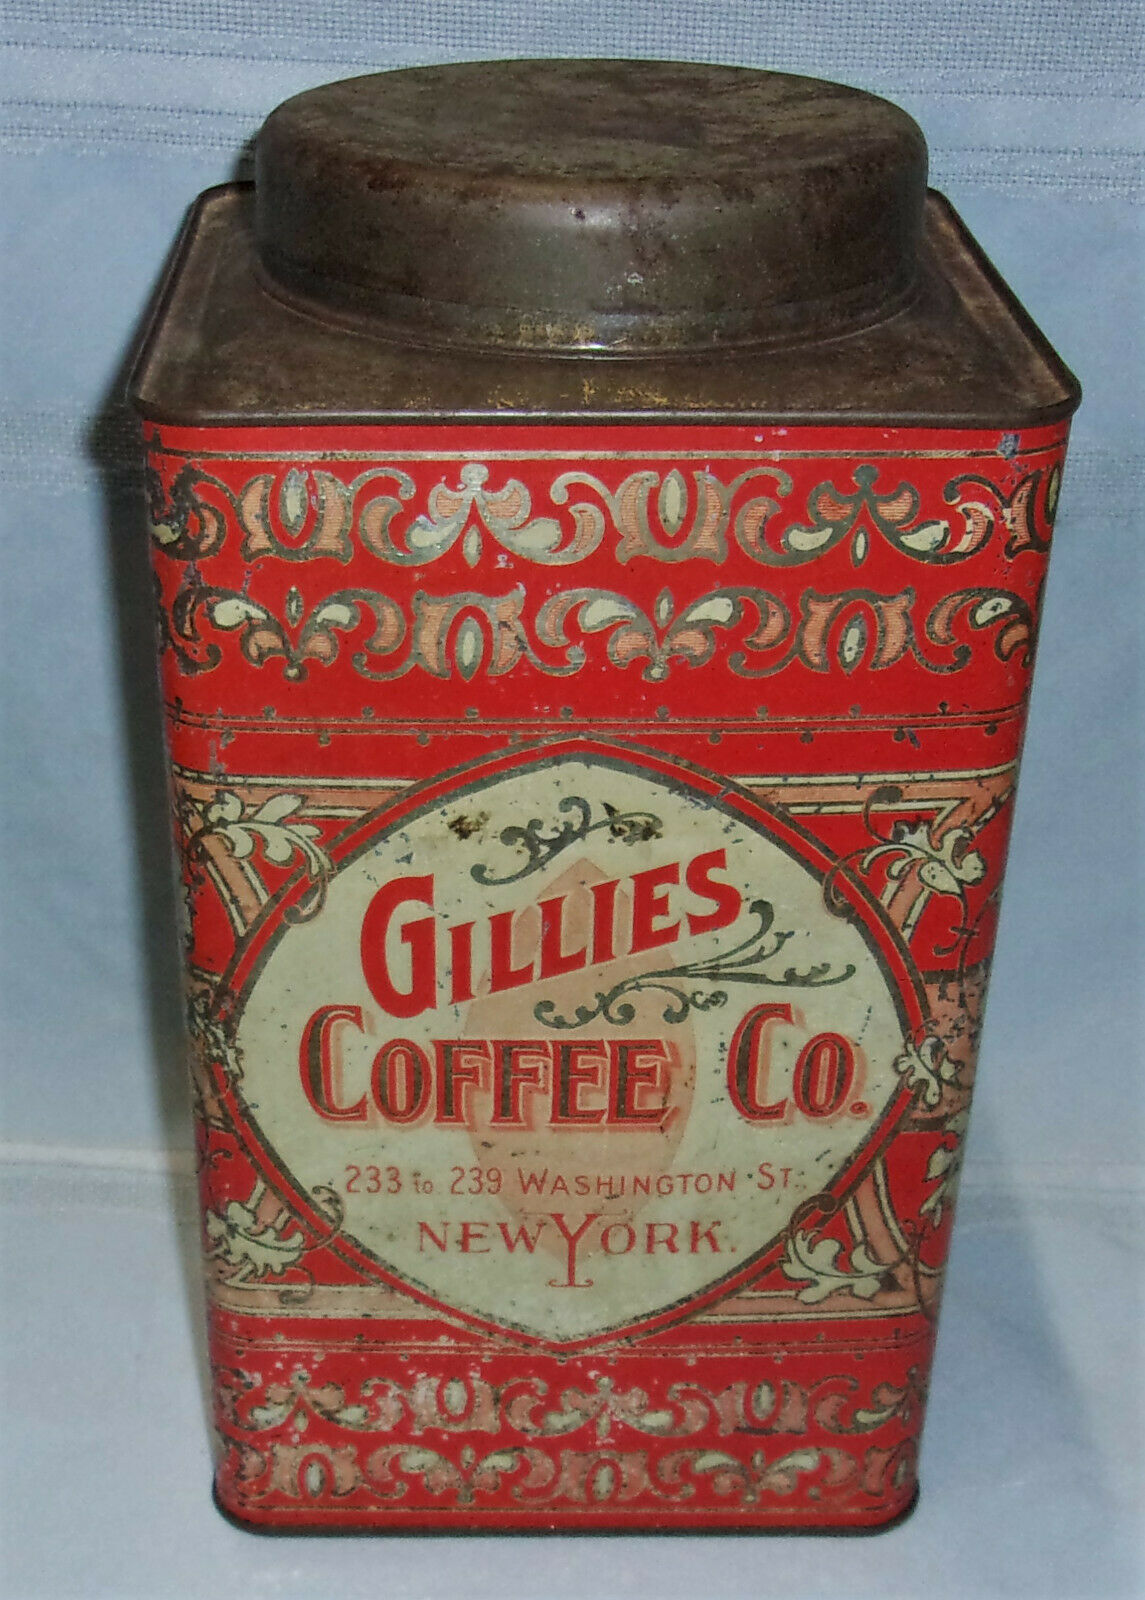 GILLIES
COFFEE CO.
233 to 239 WASHINGTON ST.
NEW YORK.